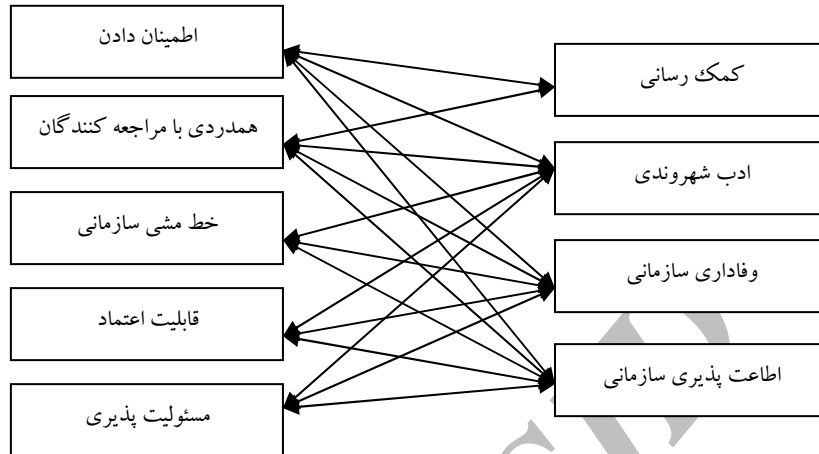 اطمینان دادن
کمک رسانی
همدردی با مراجعه کنندگان
ادب شهروندی
خط مشی سازمانی
وفاداری سازمانی
قابلیت اعتماد
اطاعت پذیری سازمانی
مسئولیت پذیری